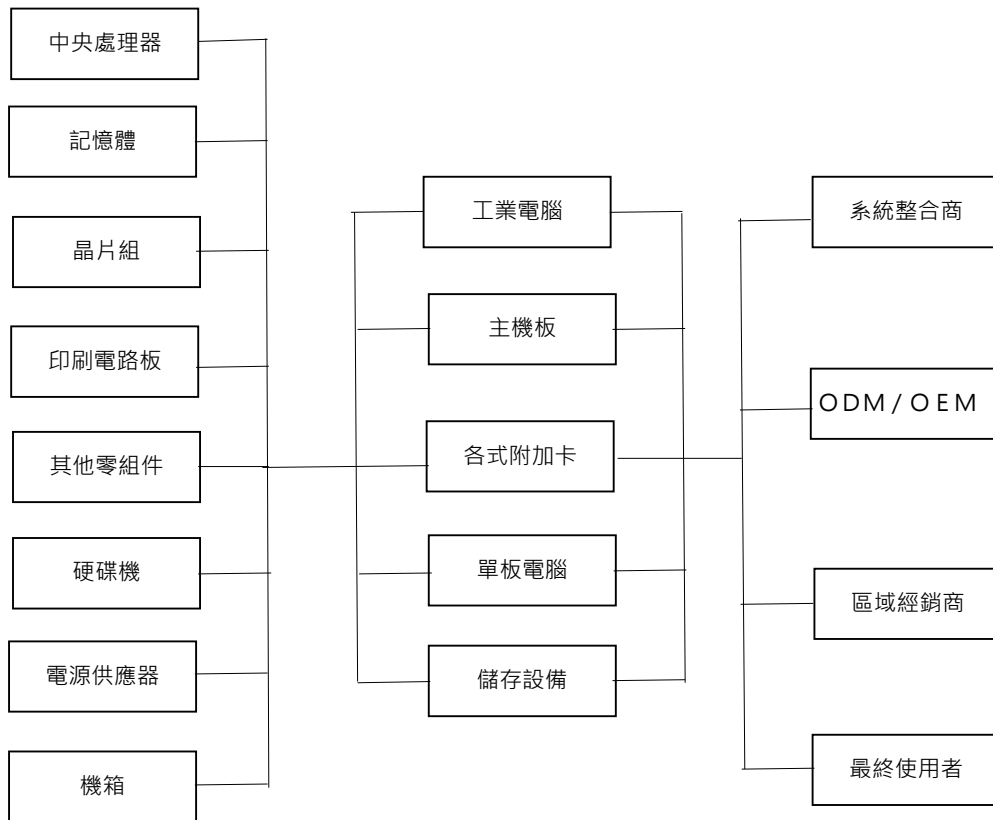 中央處理器
記憶體
晶片組
印刷電路板
其他零組件
硬碟機
電源供應器
機箱
工業電腦
主機板
各式附加卡
單板電腦
儲存設備
系統整合商
ODM/OEM
區域經銷商
最終使用者